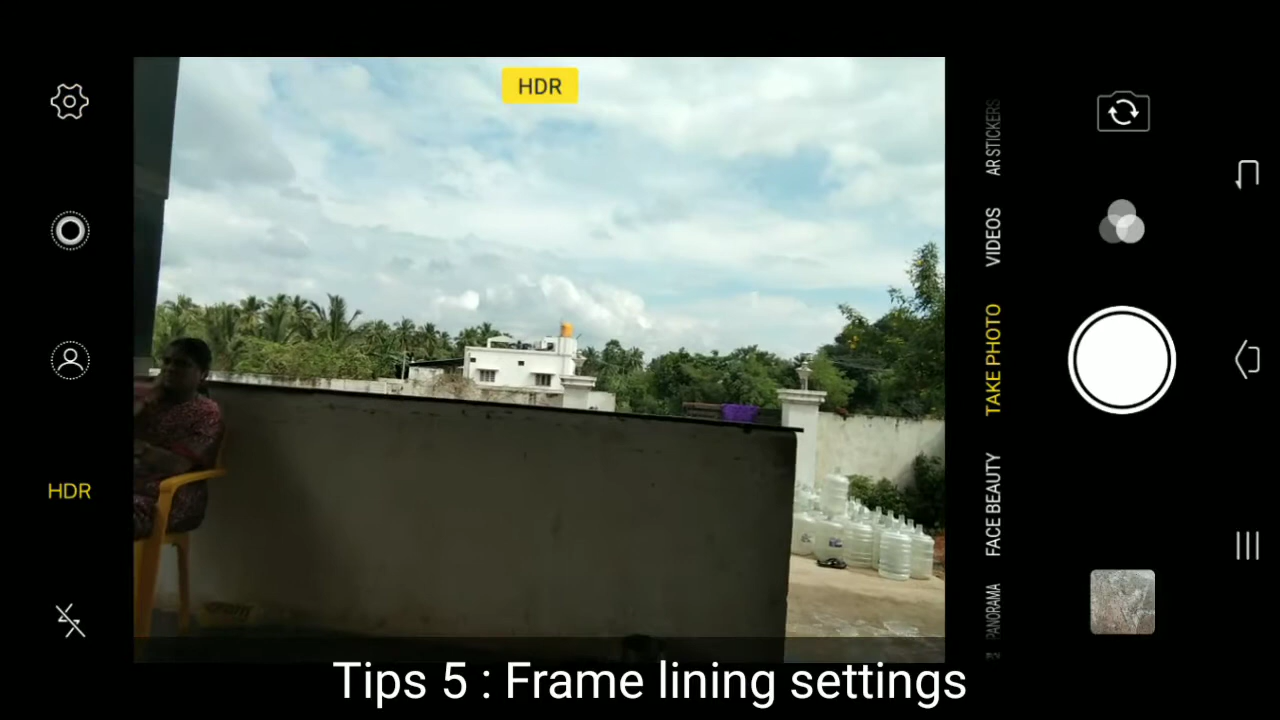 HDR
HDR
AR STICKERS
VIDEOS
TAKE PHOTO
FACE BEAUTY
PANORAMA
Tips 5 : Frame lining settings